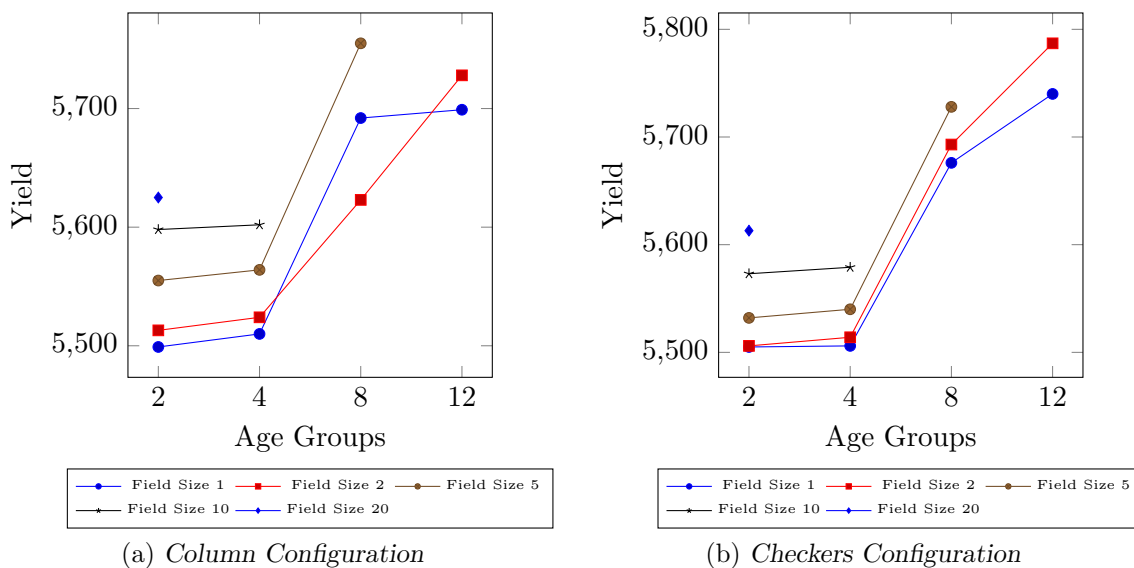 5,700
5,600
5,500
Yield
2 4 8 12
Age Groups
Field Size 1 Field Size 2 Field Size 5
Field Size 10 Field Size 20
(a) Column Configuration
5,800
5,700
5,600
5,500
Yield
2 4 8 12
Age Groups
Field Size 1 Field Size 2 Field Size 5
Field Size 10 Field Size 20
(b) Checkers Configuration